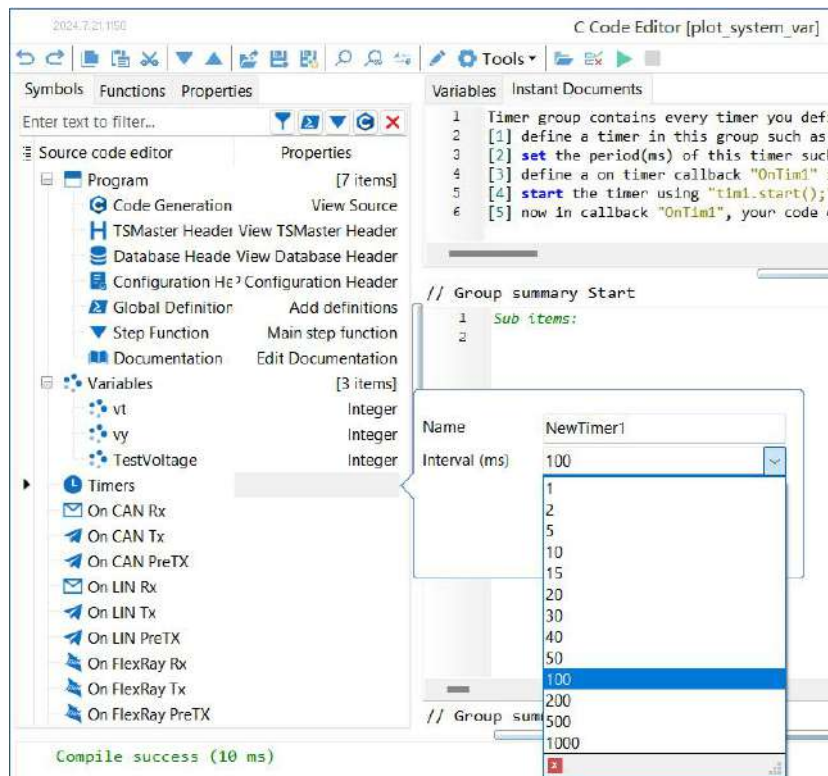 2024.7.21.1150
C Code Editor [plot_system_var]
Tools
Symbols Functions Properties
Variables Instant Documents
Enter text to filter...
Source code editor Properties
Program [7 items]
Code Generation View Source
TSMaster Header View TSMaster Header
Database Heade View Database Header
Configuration He Configuration Header
Global Definition Add definitions
Step Function Main step function
Documentation Edit Documentation
Variables [3 items]
vt Integer
vy Integer
TestVoltage Integer
Timers
On CAN Rx
On CAN Tx
On CAN PreTX
On LIN Rx
On LIN Tx
On LIN PreTX
On FlexRay Rx
On FlexRay Tx
On FlexRay PreTX
1 Timer group contains every timer you defi
2 [1] define a timer in this group such as
3 [2] set the period(ms) of this timer suc
4 [3] define a on timer callback "OnTim1"
5 [4] start the timer using "tim1.start();
6 [5] now in callback "OnTim1", your code
// Group summary Start
1 Sub items:
2
Name NewTimer1
Interval (ms) 100
1
2
5
10
15
20
30
40
50
100
200
500
1000
// Group sum
Compile success (10 ms)